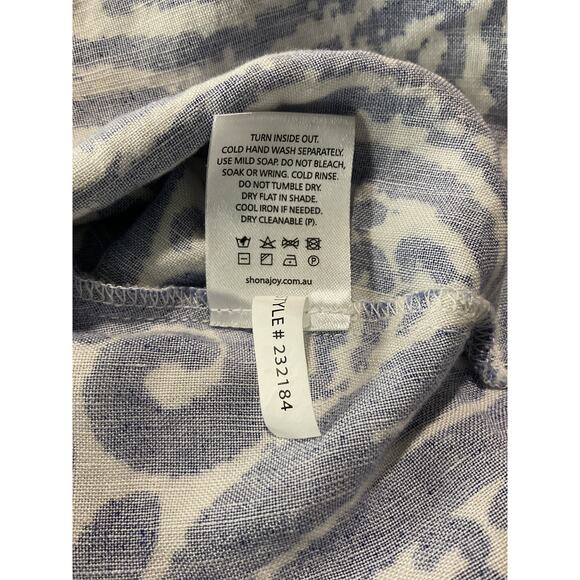 TURN INSIDE OUT.
COLD HAND WASH SEPARATELY.
USE MILD SOAP. DO NOT BLEACH,
SOAK OR WRING. COLD RINSE.
DO NOT TUMBLE DRY.
DRY FLAT IN SHADE.
COOL IRON IF NEEDED.
DRY CLEANABLE (P).
P
shonajoy.com.au
STYLE # 232184